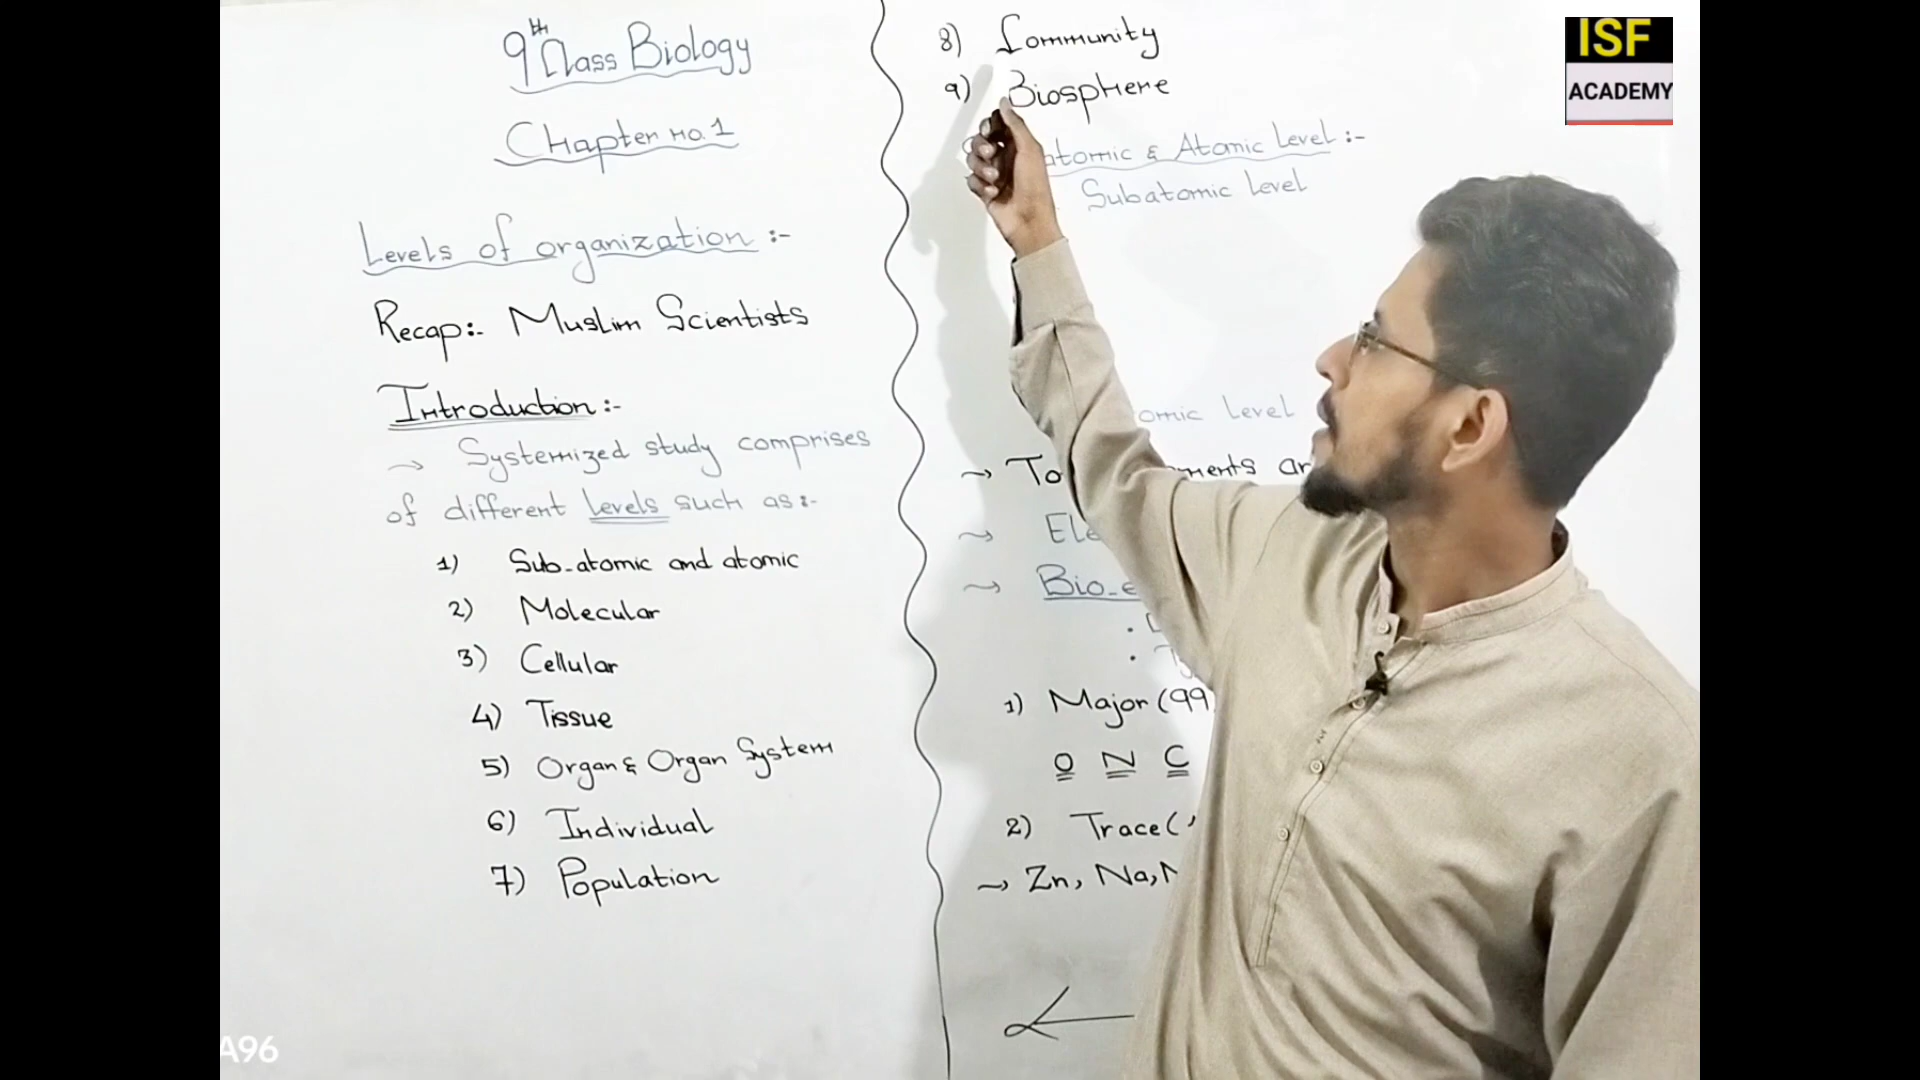 9th Class Biology
Chapter no.1
Levels of organization :-
Recap:- Muslim Scientists
Introduction :-
→ Systemized study comprises
of different levels such as:-
1) Sub-atomic and atomic
2) Molecular
3) Cellular
4) Tissue
5) Organ & Organ System
6) Individual
7) Population
8) Community
9) Biosphere
atomic & Atomic Level :-
Subatomic Level
omic Level
→ To ments ar
→ Ele
→ Bio-e
1) Major (99
O N C
2) Trace (
→ Zn, Na,
ISF
ACADEMY
A96